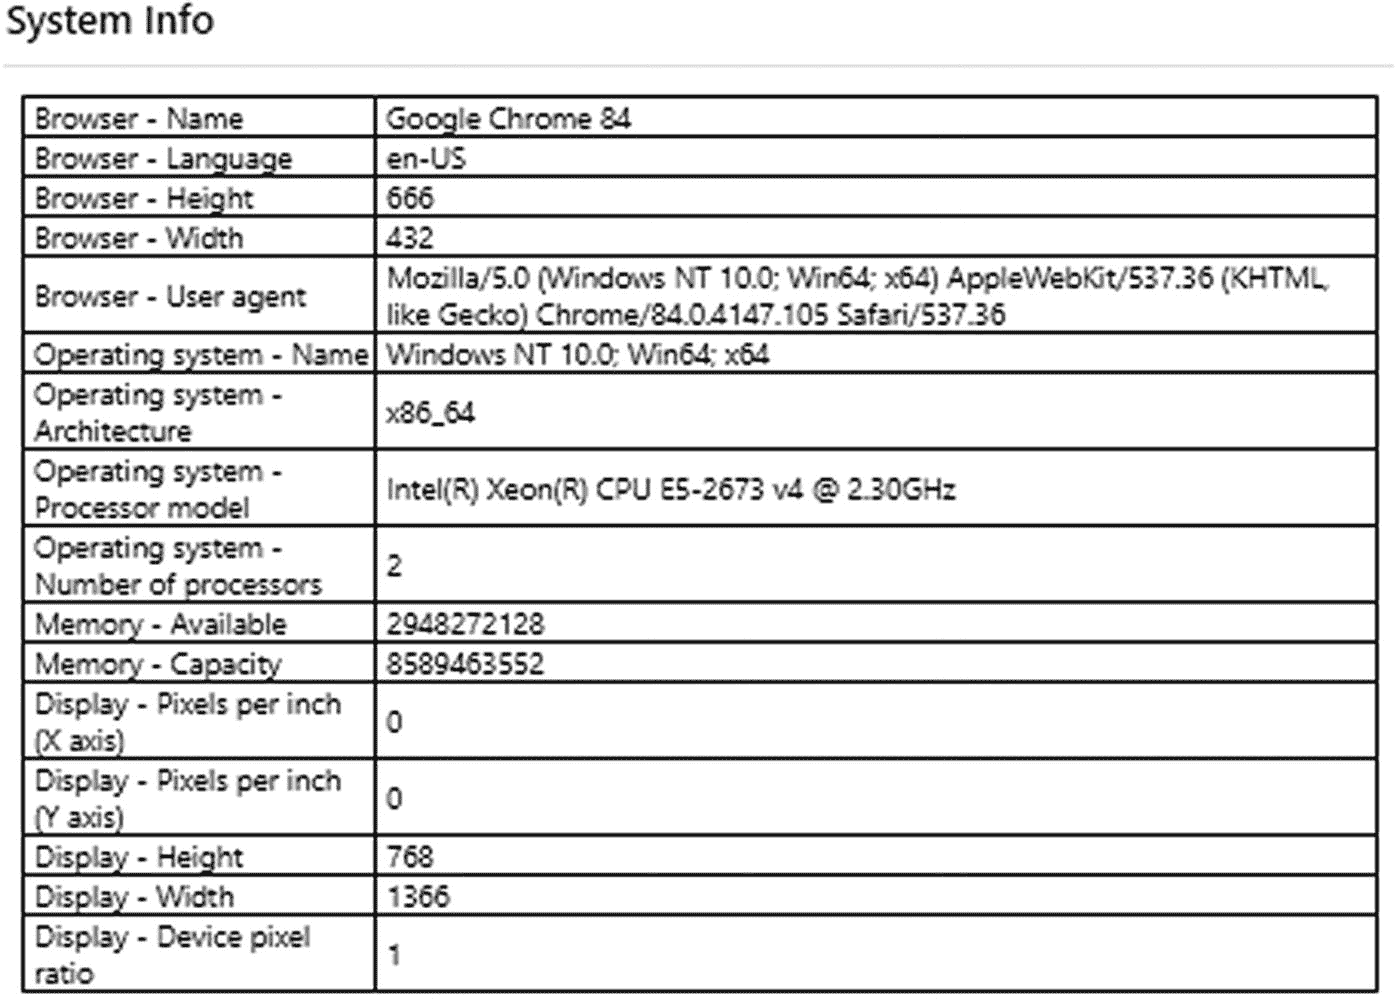 System Info
Browser - Name Google Chrome 84
Browser - Language en-US
Browser - Height 666
Browser - Width 432
Browser - User agent
Mozilla/5.0 (Windows NT 10.0; Win64; x64) AppleWebKit/537.36 (KHTML,
like Gecko) Chrome/84.0.4147.105 Safari/537.36
Operating system - Name Windows NT 10.0; Win64; x64
Operating system -
Architecture
x86_64
Operating system -
Processor model
Intel(R) Xeon(R) CPU E5-2673 v4 @ 2.30GHz
Operating system -
Number of processors
2
Memory - Available 2948272128
Memory - Capacity 8589463552
Display - Pixels per inch
(X axis)
0
Display - Pixels per inch
(Y axis)
0
Display - Height 768
Display - Width 1366
Display - Device pixel
ratio
1